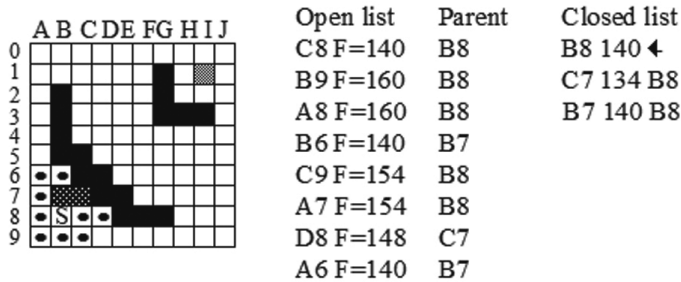 A B C D E F G H I J
0
1
2
3
4
5
6
7
8 S
9
Open list Parent Closed list
C8 F=140 B8 B8 140
B9 F=160 B8 C7 134 B8
A8 F=160 B8 B7 140 B8
B6 F=140 B7
C9 F=154 B8
A7 F=154 B8
D8 F=148 C7
A6 F=140 B7